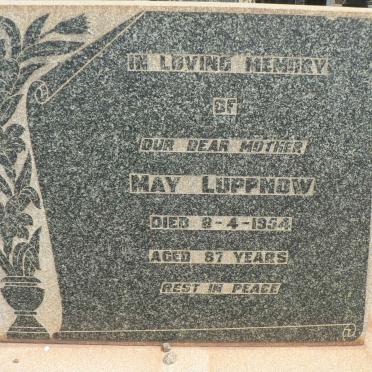 IN LOVING MEMORY
OF
OUR DEAR MOTHER
MAY LUPPNOW
DIED 8-4-1954
AGED 87 YEARS
REST IN PEACE